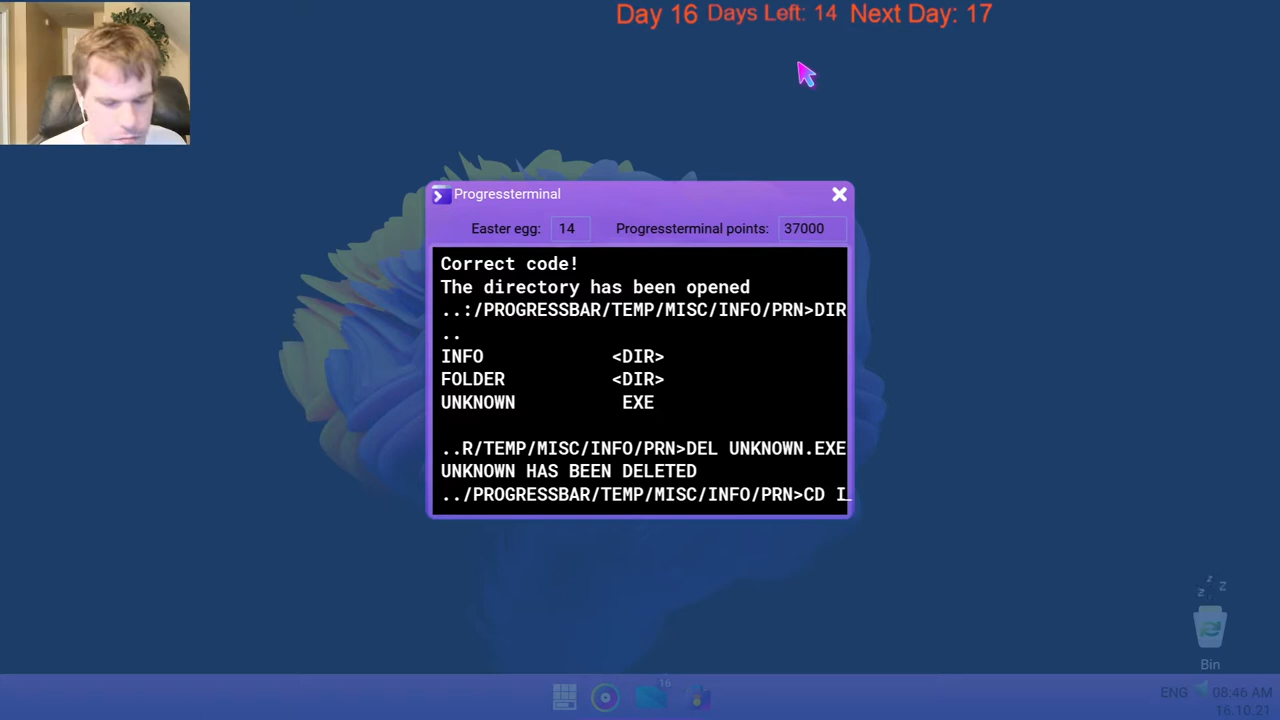 Day 16 Days Left: 14 Next Day: 17
Progressterminal
Easter egg: 14 Progressterminal points: 37000
Correct code!
The directory has been opened
..:/PROGRESSBAR/TEMP/MISC/INFO/PRN>DIR
..
INFO <DIR>
FOLDER <DIR>
UNKNOWN EXE
..R/TEMP/MISC/INFO/PRN>DEL UNKNOWN.EXE
UNKNOWN HAS BEEN DELETED
../PROGRESSBAR/TEMP/MISC/INFO/PRN>CD I_
z z z
Bin
16
ENG 08:46 AM
16.10.21